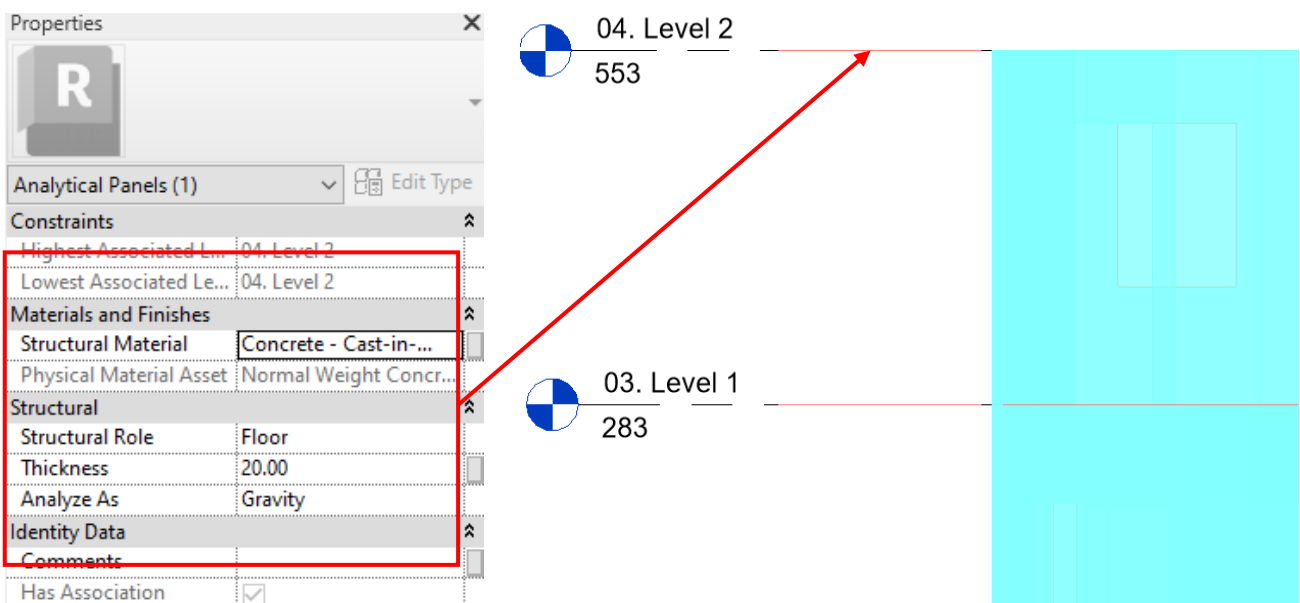 Properties
R
Analytical Panels (1)
Edit Type
Constraints
Highest Associated L... 04. Level 2
Lowest Associated Le... 04. Level 2
Materials and Finishes
Structural Material Concrete - Cast-in-...
Physical Material Asset Normal Weight Concr...
Structural
Structural Role Floor
Thickness 20.00
Analyze As Gravity
Identity Data
Comments
Has Association
04. Level 2
553
03. Level 1
283